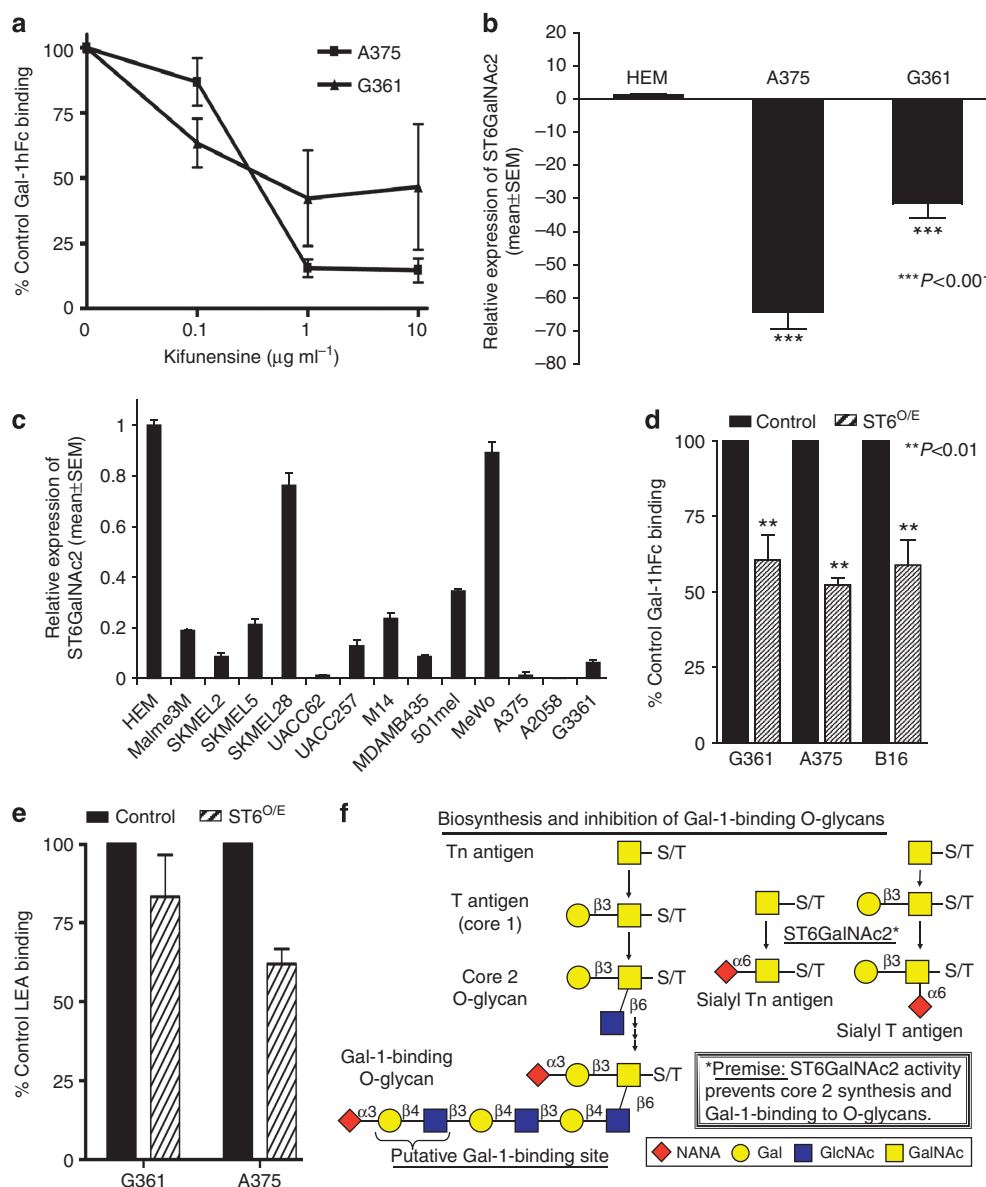 a
% Control Gal-1hFc binding
100
75
50
25
0
A375
G361
0
0.1
1
10
Kifunensine (μg ml⁻¹)
b
Relative expression of ST6GalNAc2
(mean±SEM)
20
10
0
−10
−20
−30
−40
−50
−60
−70
−80
HEM
A375
G361
***
***
***P<0.001
c
Relative expression of
ST6GalNAc2 (mean±SEM)
1
0.8
0.6
0.4
0.2
0
HEM
Malme3M
SKMEL2
SKMEL5
SKMEL28
UACC62
UACC257
M14
MDAMB435
501mel
MeWo
A375
A2058
G3361
d
Control
ST6^O/E
% Control Gal-1hFc binding
100
75
50
25
0
**P<0.01
**
**
**
G361
A375
B16
e
Control
ST6^O/E
% Control LEA binding
100
75
50
25
0
G361
A375
f
Biosynthesis and inhibition of Gal-1-binding O-glycans
Tn antigen
S/T
S/T
T antigen
(core 1)
β3
S/T
S/T
β3
S/T
ST6GalNAc2*
Core 2
O-glycan
β3
S/T
β6
α6
S/T
Sialyl Tn antigen
β3
S/T
α6
Sialyl T antigen
Gal-1-binding
O-glycan
α3
β3
S/T
β6
α3
β4
β3
β4
β3
β4
Putative Gal-1-binding site
*Premise: ST6GalNAc2 activity
prevents core 2 synthesis and
Gal-1-binding to O-glycans.
NANA
Gal
GlcNAc
GalNAc